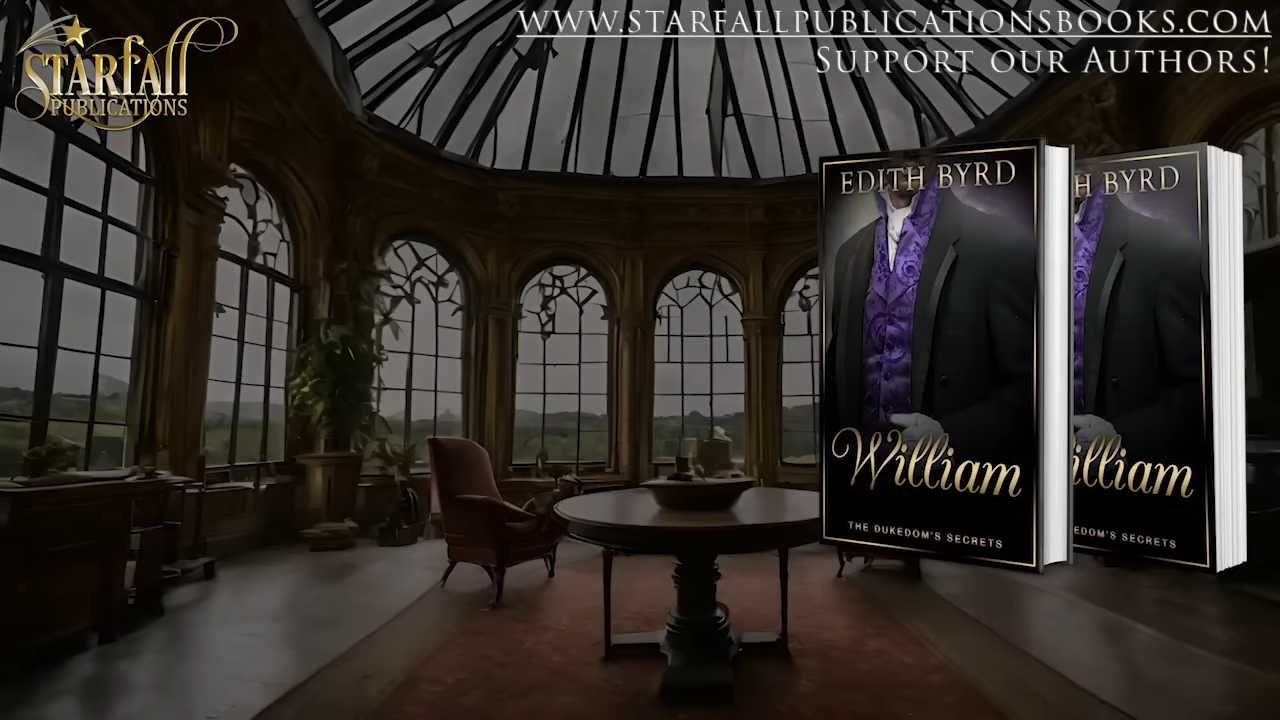 STARfall
PUBLICATIONS
WWW.STARFALLPUBLICATIONSBOOKS.COM
SUPPORT OUR AUTHORS!
EDITH BYRD
William
THE DUKEDOM'S SECRETS
H BYRD
illiam
EDOM'S SECRETS